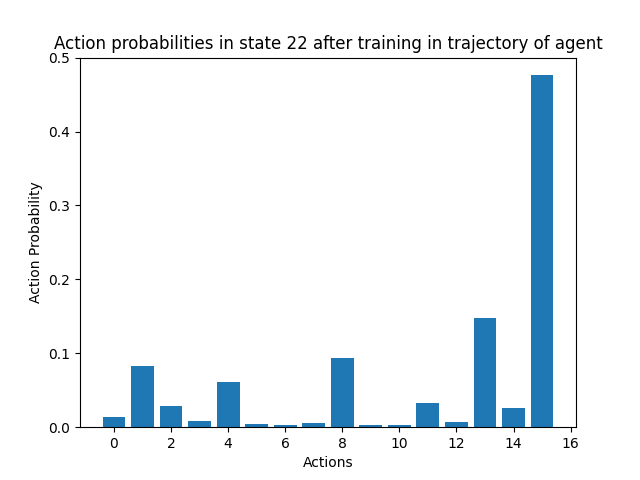 Action probabilities in state 22 after training in trajectory of agent
0.5
0.4
0.3
0.2
0.1
0.0
Action Probability
0 2 4 6 8 10 12 14 16
Actions